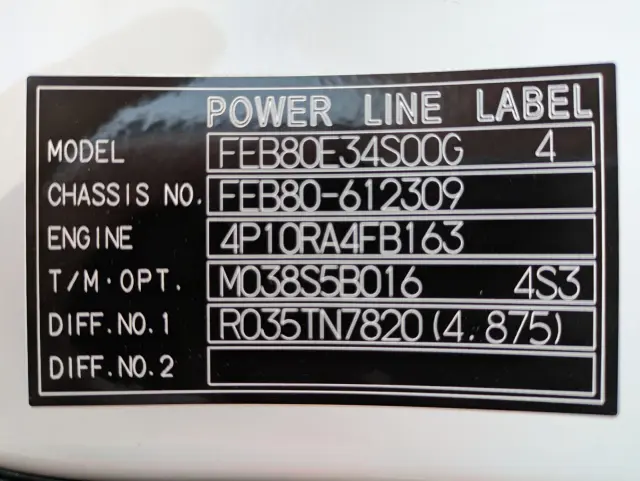 POWER LINE LABEL
MODEL FEB80E34S00G 4
CHASSIS NO. FEB80-612309
ENGINE 4P10RA4FB163
T/M·OPT. M038S5B016 4S3
DIFF.NO.1 R035TN7820(4.875)
DIFF.NO.2